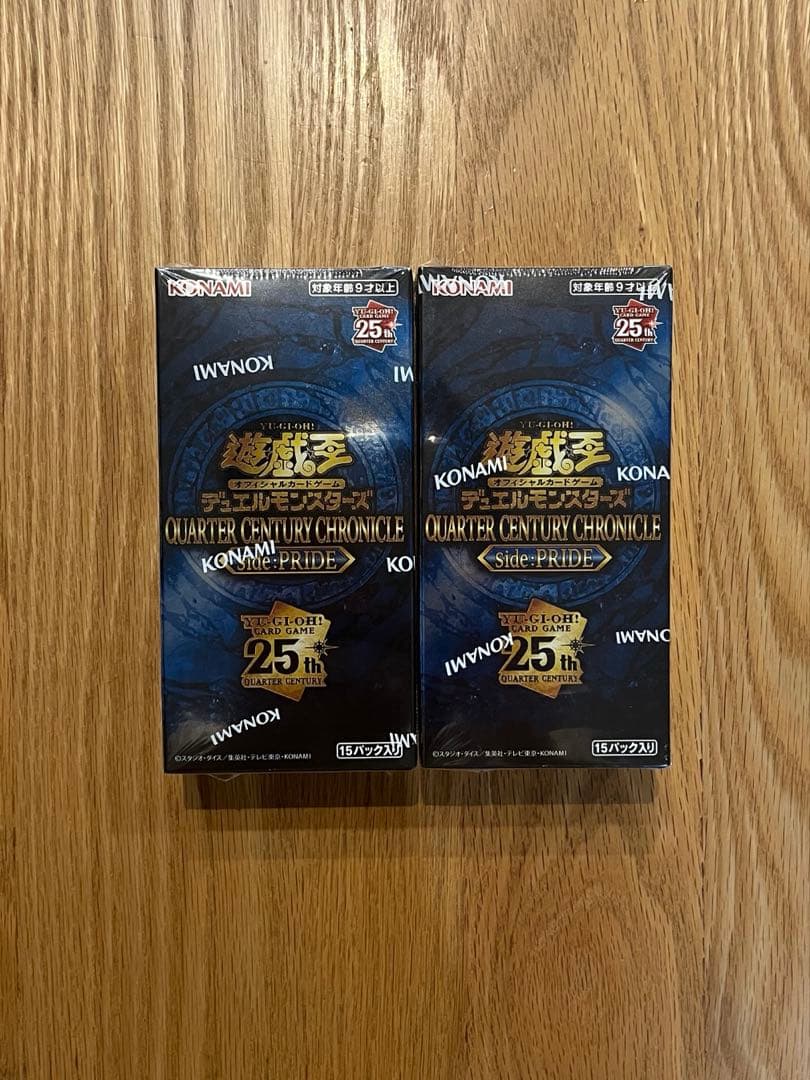 KONAMI
対象年齢9才以上
YU-GI-OH!
CARD GAME
25th
QUARTER CENTURY
KONAMI
YU-GI-OH!
遊戯王
オフィシャルカードゲーム
デュエルモンスターズ
QUARTER CENTURY CHRONICLE
KONAMI
side:PRIDE
KO
YU-GI-OH!
CARD GAME
25th
QUARTER CENTURY
KONAMI
©スタジオ・ダイス/集英社・テレビ東京・KONAMI
15パック入り
KONAMI
対象年齢9才以上
YU-GI-OH!
CARD GAME
25th
QUARTER CENTURY
YU-GI-OH!
遊戯王
KONAMI
KONA
オフィシャルカードゲーム
デュエルモンスターズ
QUARTER CENTURY CHRONICLE
side:PRIDE
YU-GI-OH!
CARD GAME
25th
QUARTER CENTURY
KONAMI
KONAMI
©スタジオ・ダイス/集英社・テレビ東京・KONAMI
15パック入り